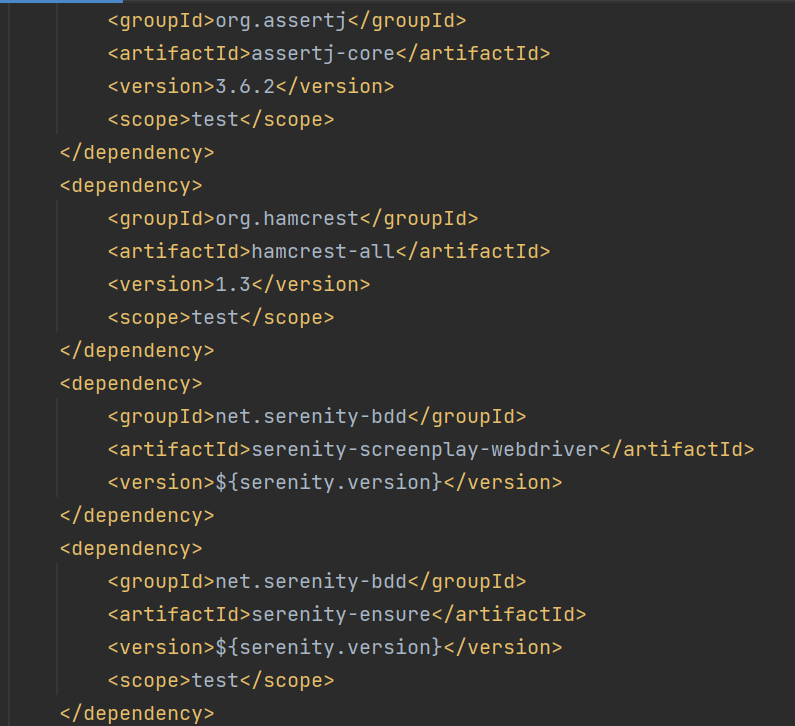 <groupId>org.assertj</groupId>
<artifactId>assertj-core</artifactId>
<version>3.6.2</version>
<scope>test</scope>
</dependency>
<dependency>
<groupId>org.hamcrest</groupId>
<artifactId>hamcrest-all</artifactId>
<version>1.3</version>
<scope>test</scope>
</dependency>
<dependency>
<groupId>net.serenity-bdd</groupId>
<artifactId>serenity-screenplay-webdriver</artifactId>
<version>${serenity.version}</version>
</dependency>
<dependency>
<groupId>net.serenity-bdd</groupId>
<artifactId>serenity-ensure</artifactId>
<version>${serenity.version}</version>
<scope>test</scope>
</dependency>